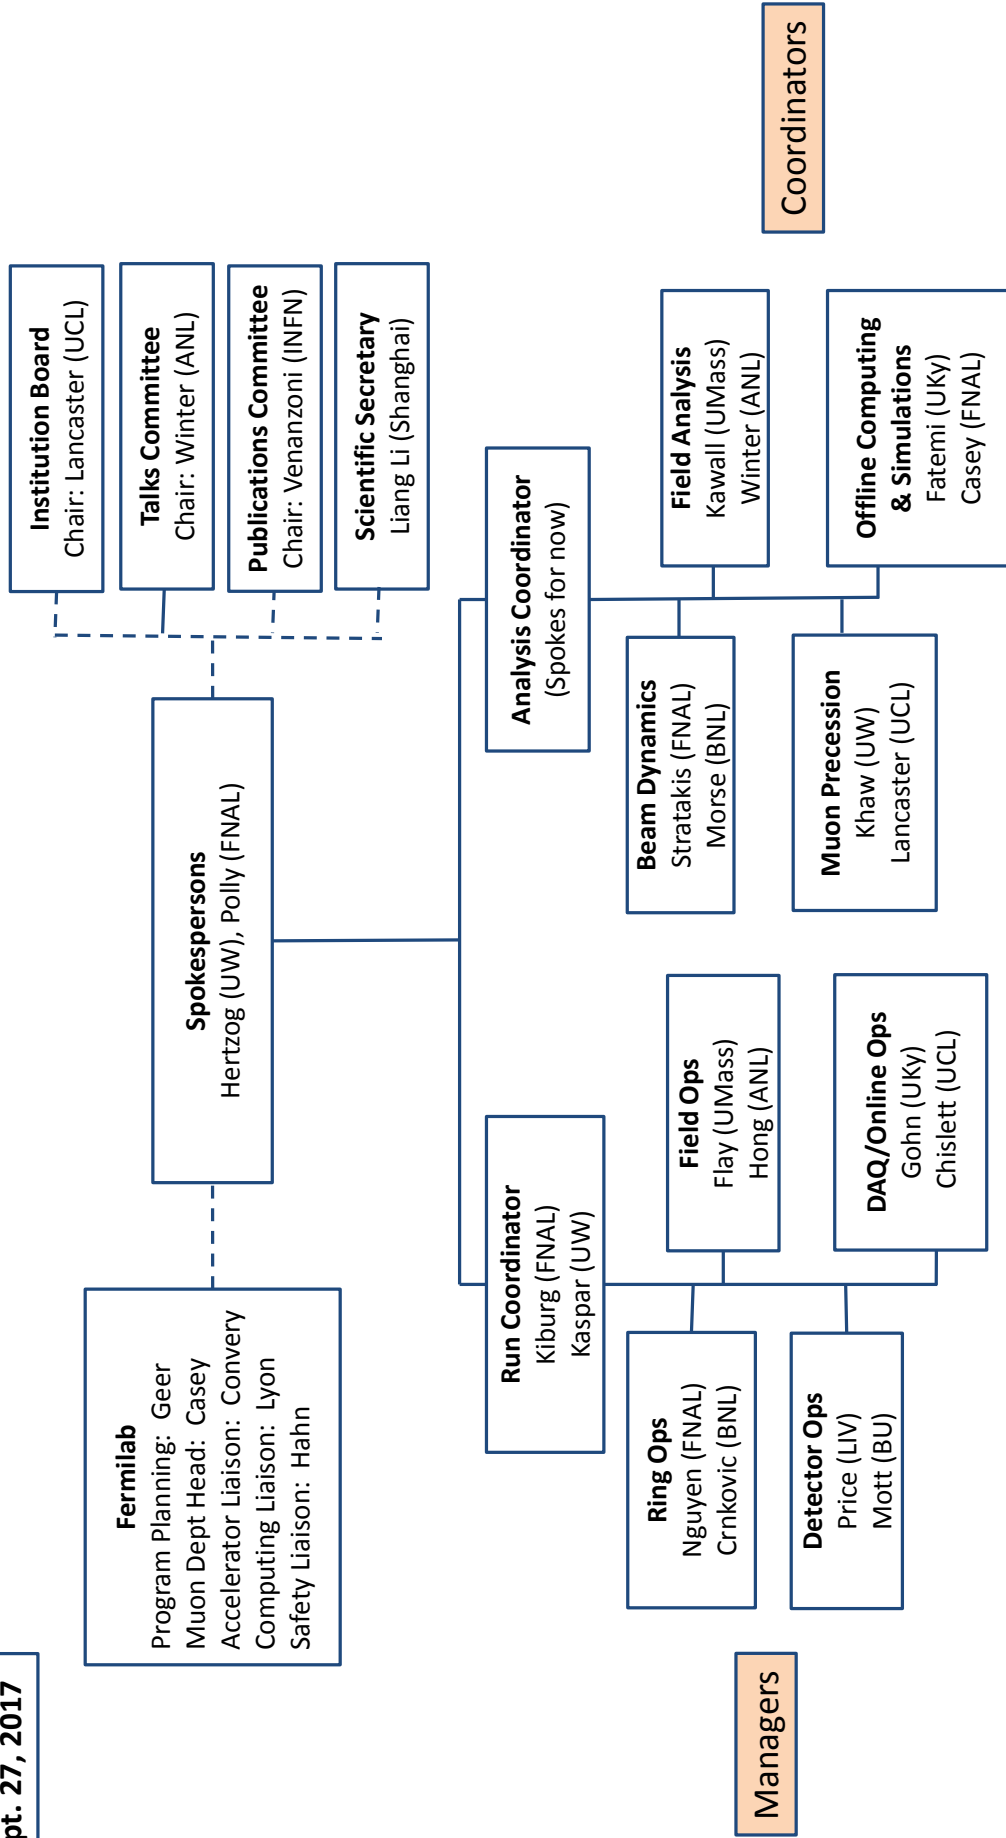 pt. 27, 2017
Fermilab
Program Planning: Geer
Muon Dept Head: Casey
Accelerator Liaison: Convery
Computing Liaison: Lyon
Safety Liaison: Hahn
Spokespersons
Hertzog (UW), Polly (FNAL)
Institution Board
Chair: Lancaster (UCL)
Talks Committee
Chair: Winter (ANL)
Publications Committee
Chair: Venanzoni (INFN)
Scientific Secretary
Liang Li (Shanghai)
Run Coordinator
Kiburg (FNAL)
Kaspar (UW)
Analysis Coordinator
(Spokes for now)
Ring Ops
Nguyen (FNAL)
Crnkovic (BNL)
Field Ops
Flay (UMass)
Hong (ANL)
Beam Dynamics
Stratakis (FNAL)
Morse (BNL)
Field Analysis
Kawall (UMass)
Winter (ANL)
Detector Ops
Price (LIV)
Mott (BU)
DAQ/Online Ops
Gohn (UKy)
Chislett (UCL)
Muon Precession
Khaw (UW)
Lancaster (UCL)
Offline Computing
& Simulations
Fatemi (UKy)
Casey (FNAL)
Managers
Coordinators